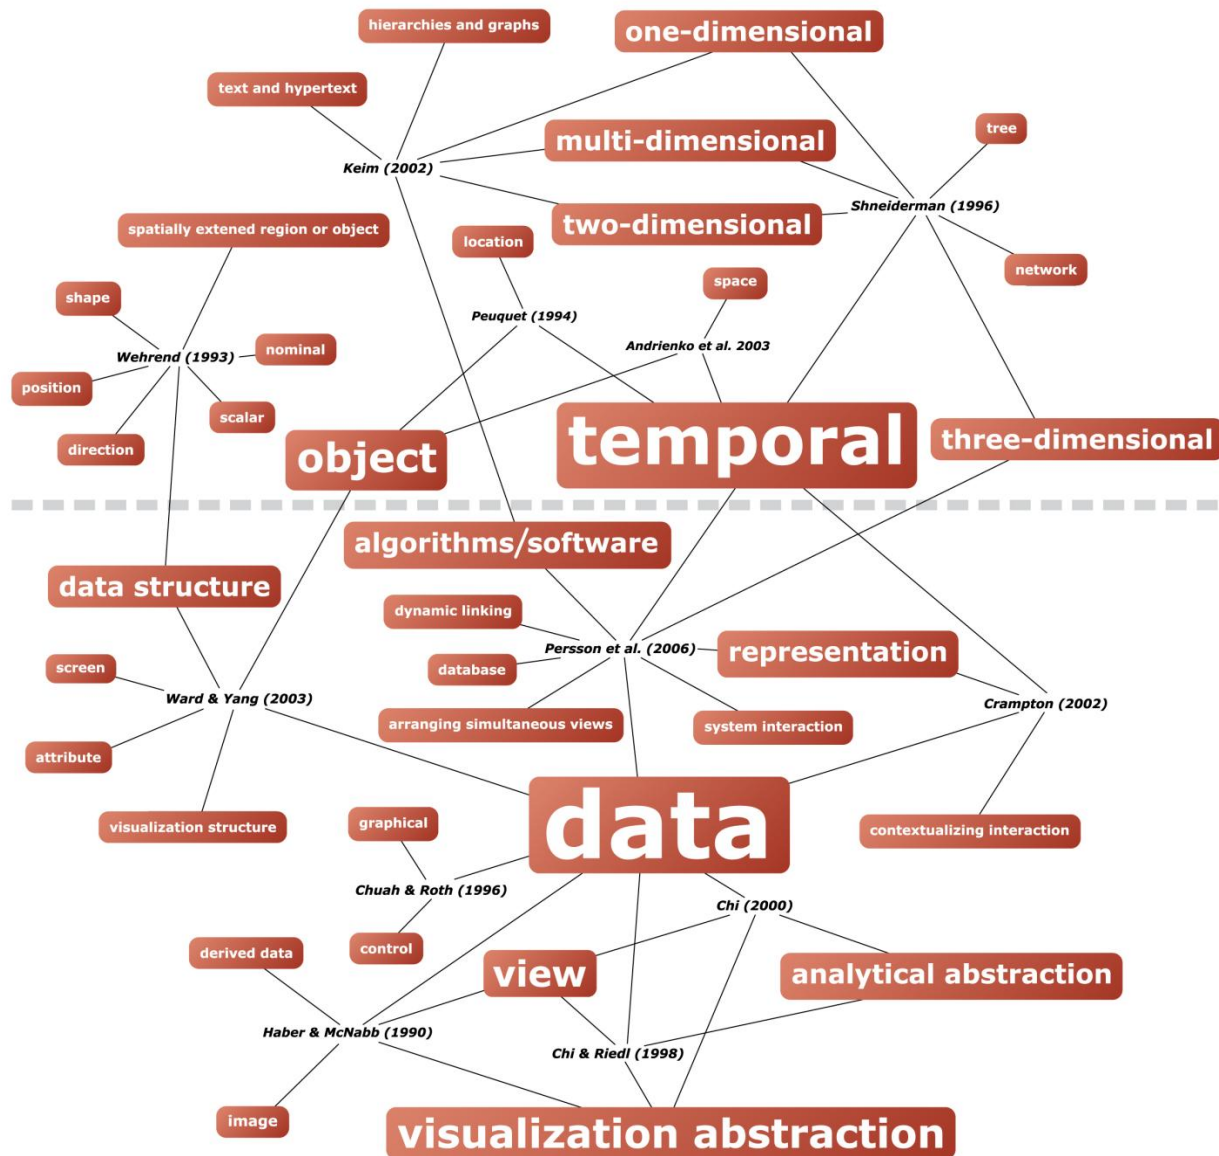 hierarchies and graphs
one-dimensional
text and hypertext
multi-dimensional
tree
Keim (2002)
Shneiderman (1996)
two-dimensional
spatially extened region or object
location
network
space
shape
Peuquet (1994)
Andrienko et al. 2003
Wehrend (1993)
nominal
position
scalar
direction
object
temporal
three-dimensional
algorithms/software
data structure
dynamic linking
Persson et al. (2006)
representation
screen
database
Ward & Yang (2003)
Crampton (2002)
arranging simultaneous views
system interaction
attribute
visualization structure
graphical
data
contextualizing interaction
Chuah & Roth (1996)
Chi (2000)
control
derived data
view
analytical abstraction
Haber & McNabb (1990)
Chi & Riedl (1998)
image
visualization abstraction